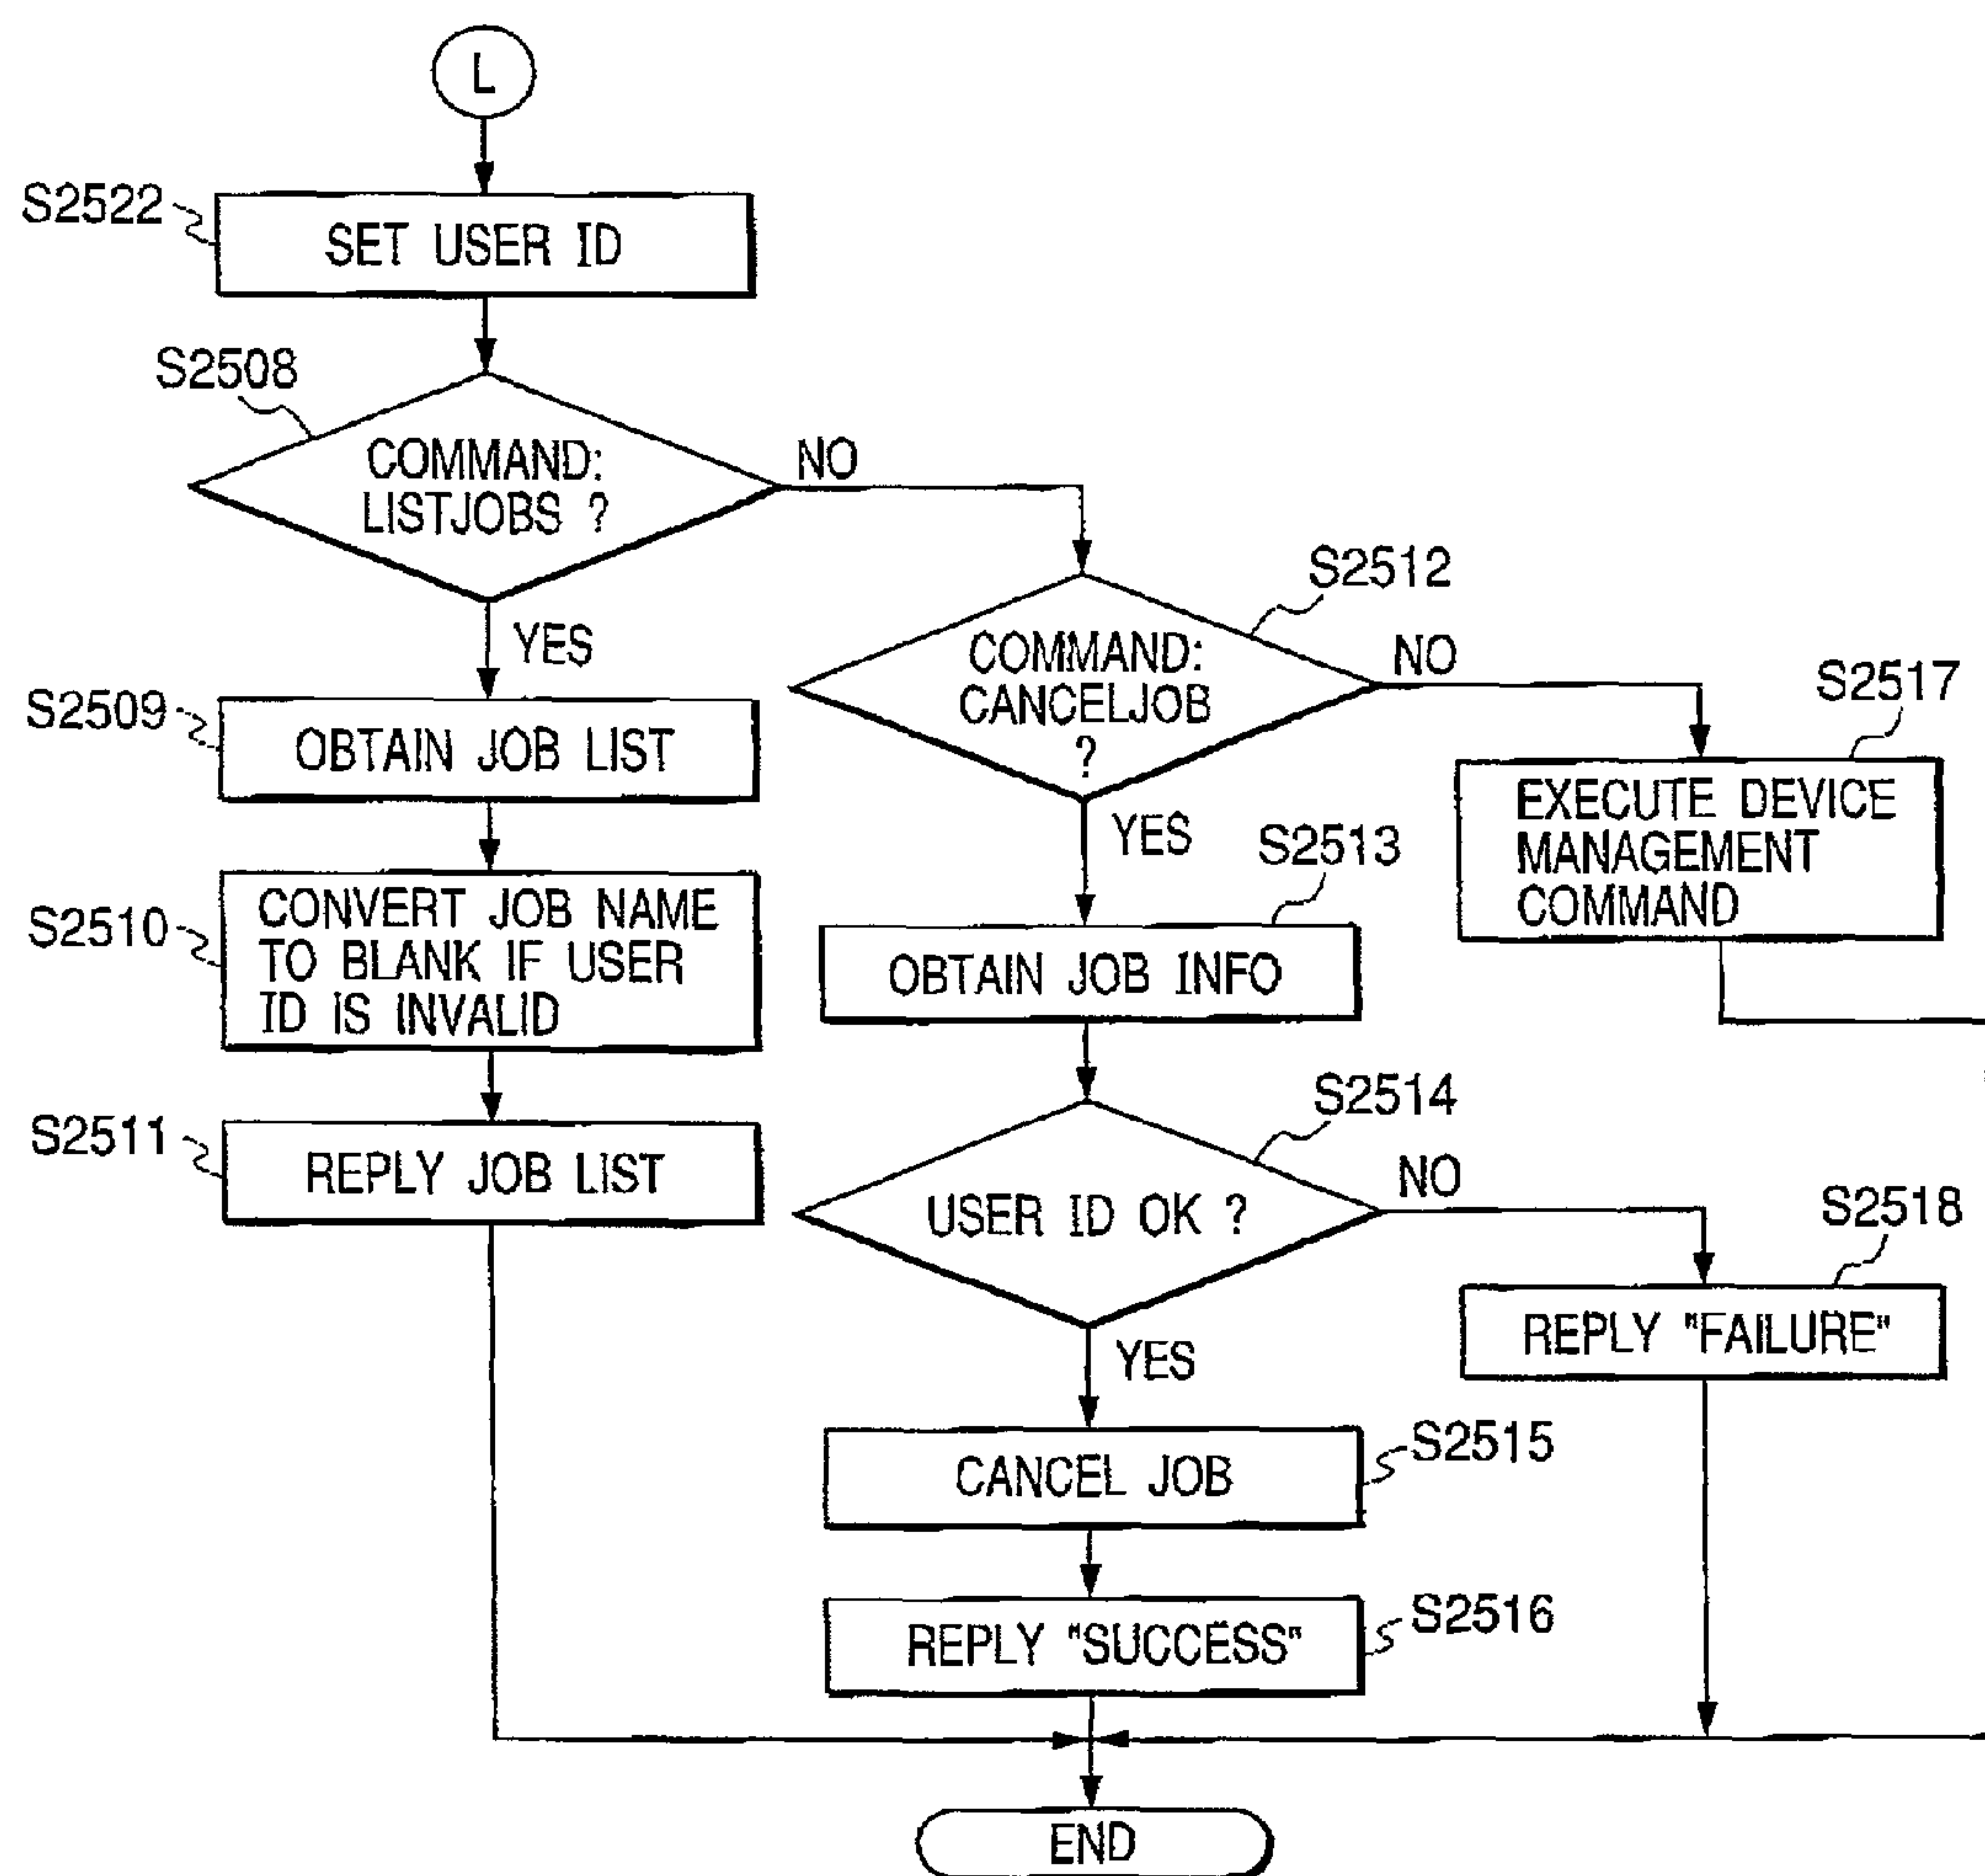 L
S2522
SET USER ID
S2508
COMMAND:
LISTJOBS ?
NO
YES
S2509
OBTAIN JOB LIST
S2510
CONVERT JOB NAME
TO BLANK IF USER
ID IS INVALID
S2511
REPLY JOB LIST
S2512
COMMAND:
CANCELJOB
?
NO
YES
S2517
EXECUTE DEVICE
MANAGEMENT
COMMAND
S2513
OBTAIN JOB INFO
S2514
USER ID OK ?
NO
YES
S2518
REPLY "FAILURE"
S2515
CANCEL JOB
S2516
REPLY "SUCCESS"
END